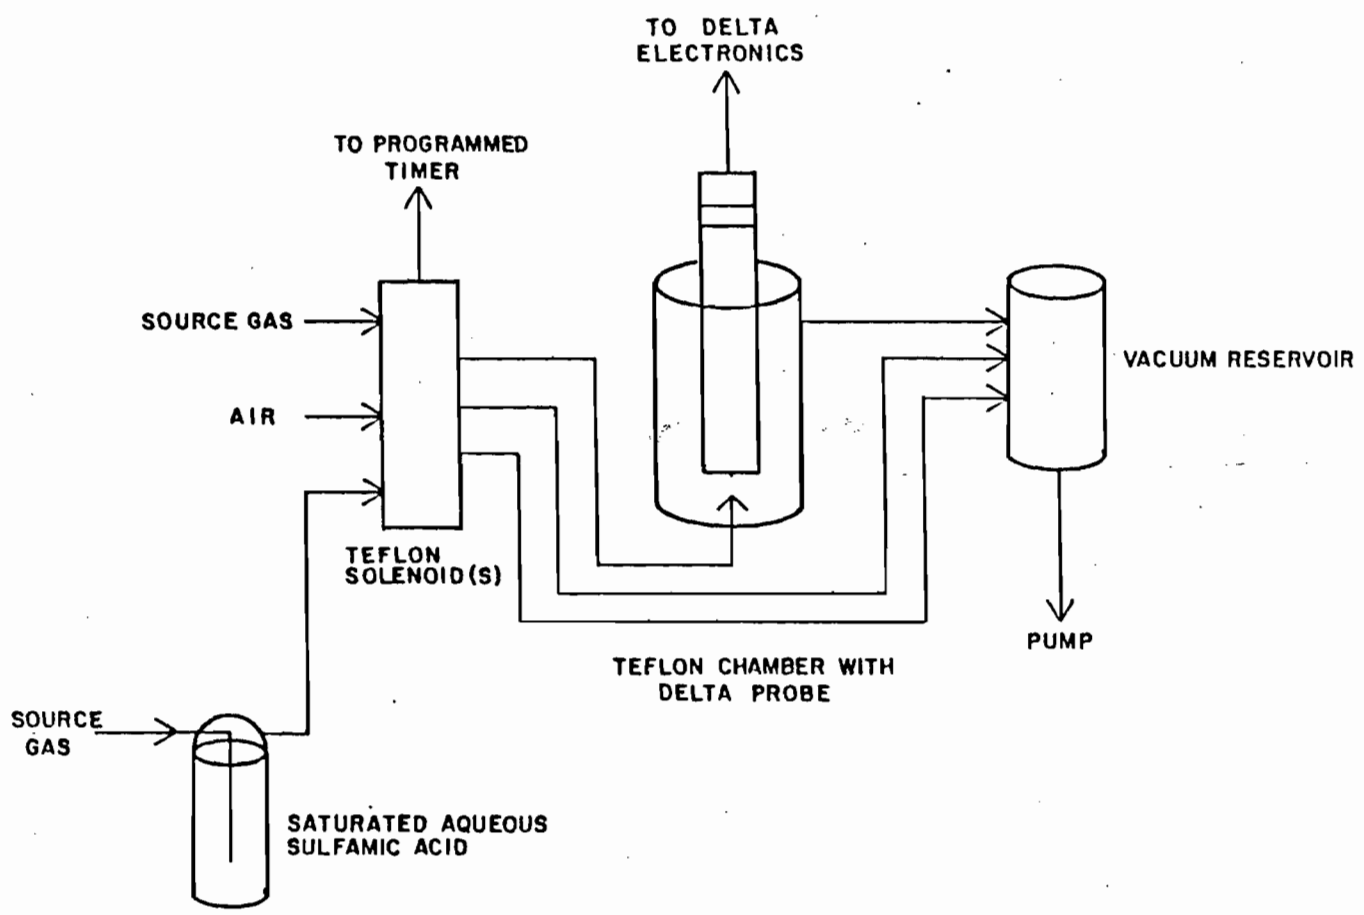 TO DELTA
ELECTRONICS
TO PROGRAMMED
TIMER
SOURCE GAS
AIR
VACUUM RESERVOIR
TEFLON
SOLENOID(S)
PUMP
TEFLON CHAMBER WITH
DELTA PROBE
SOURCE
GAS
SATURATED AQUEOUS
SULFAMIC ACID